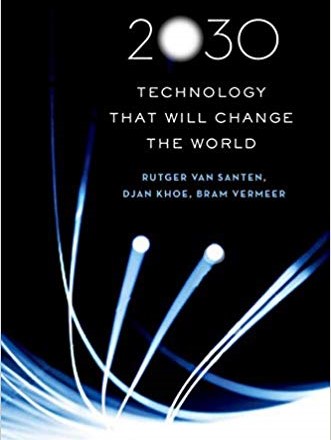 2030
TECHNOLOGY
THAT WILL CHANGE
THE WORLD
RUTGER VAN SANTEN,
DJAN KHOE, BRAM VERMEER